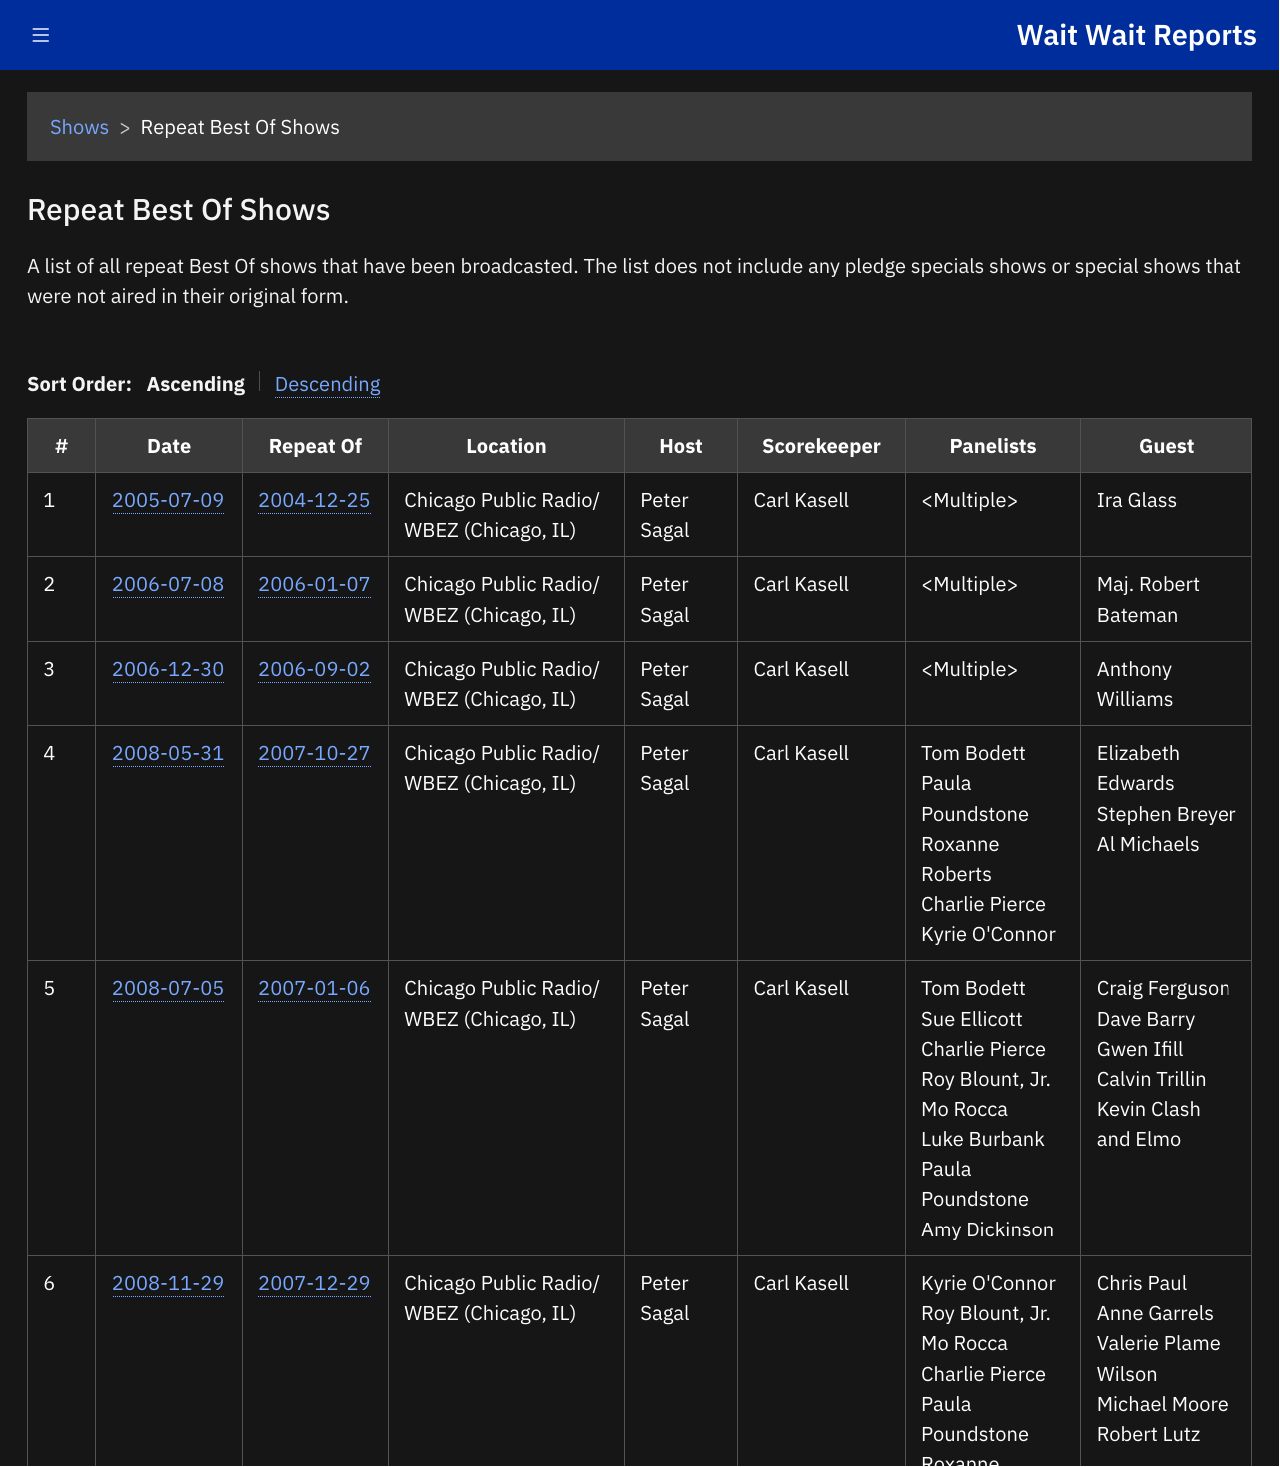 Wait Wait Reports
Shows > Repeat Best Of Shows
Repeat Best Of Shows
A list of all repeat Best Of shows that have been broadcasted. The list does not include any pledge specials shows or special shows that
were not aired in their original form.
Sort Order: Ascending Descending
# Date Repeat Of Location Host Scorekeeper Panelists Guest
1 2005-07-09 2004-12-25 Chicago Public Radio/ Peter Carl Kasell <Multiple> Ira Glass
WBEZ (Chicago, IL) Sagal
2 2006-07-08 2006-01-07 Chicago Public Radio/ Peter Carl Kasell <Multiple> Maj. Robert
WBEZ (Chicago, IL) Sagal Bateman
3 2006-12-30 2006-09-02 Chicago Public Radio/ Peter Carl Kasell <Multiple> Anthony
WBEZ (Chicago, IL) Sagal Williams
4 2008-05-31 2007-10-27 Chicago Public Radio/ Peter Carl Kasell Tom Bodett Elizabeth
WBEZ (Chicago, IL) Sagal Paula Edwards
Poundstone Stephen Breyer
Roxanne Al Michaels
Roberts
Charlie Pierce
Kyrie O'Connor
5 2008-07-05 2007-01-06 Chicago Public Radio/ Peter Carl Kasell Tom Bodett Craig Ferguson
WBEZ (Chicago, IL) Sagal Sue Ellicott Dave Barry
Charlie Pierce Gwen Ifill
Roy Blount, Jr. Calvin Trillin
Mo Rocca Kevin Clash
Luke Burbank and Elmo
Paula
Poundstone
Amy Dickinson
6 2008-11-29 2007-12-29 Chicago Public Radio/ Peter Carl Kasell Kyrie O'Connor Chris Paul
WBEZ (Chicago, IL) Sagal Roy Blount, Jr. Anne Garrels
Mo Rocca Valerie Plame
Charlie Pierce Wilson
Paula Michael Moore
Poundstone Robert Lutz
Roxanne